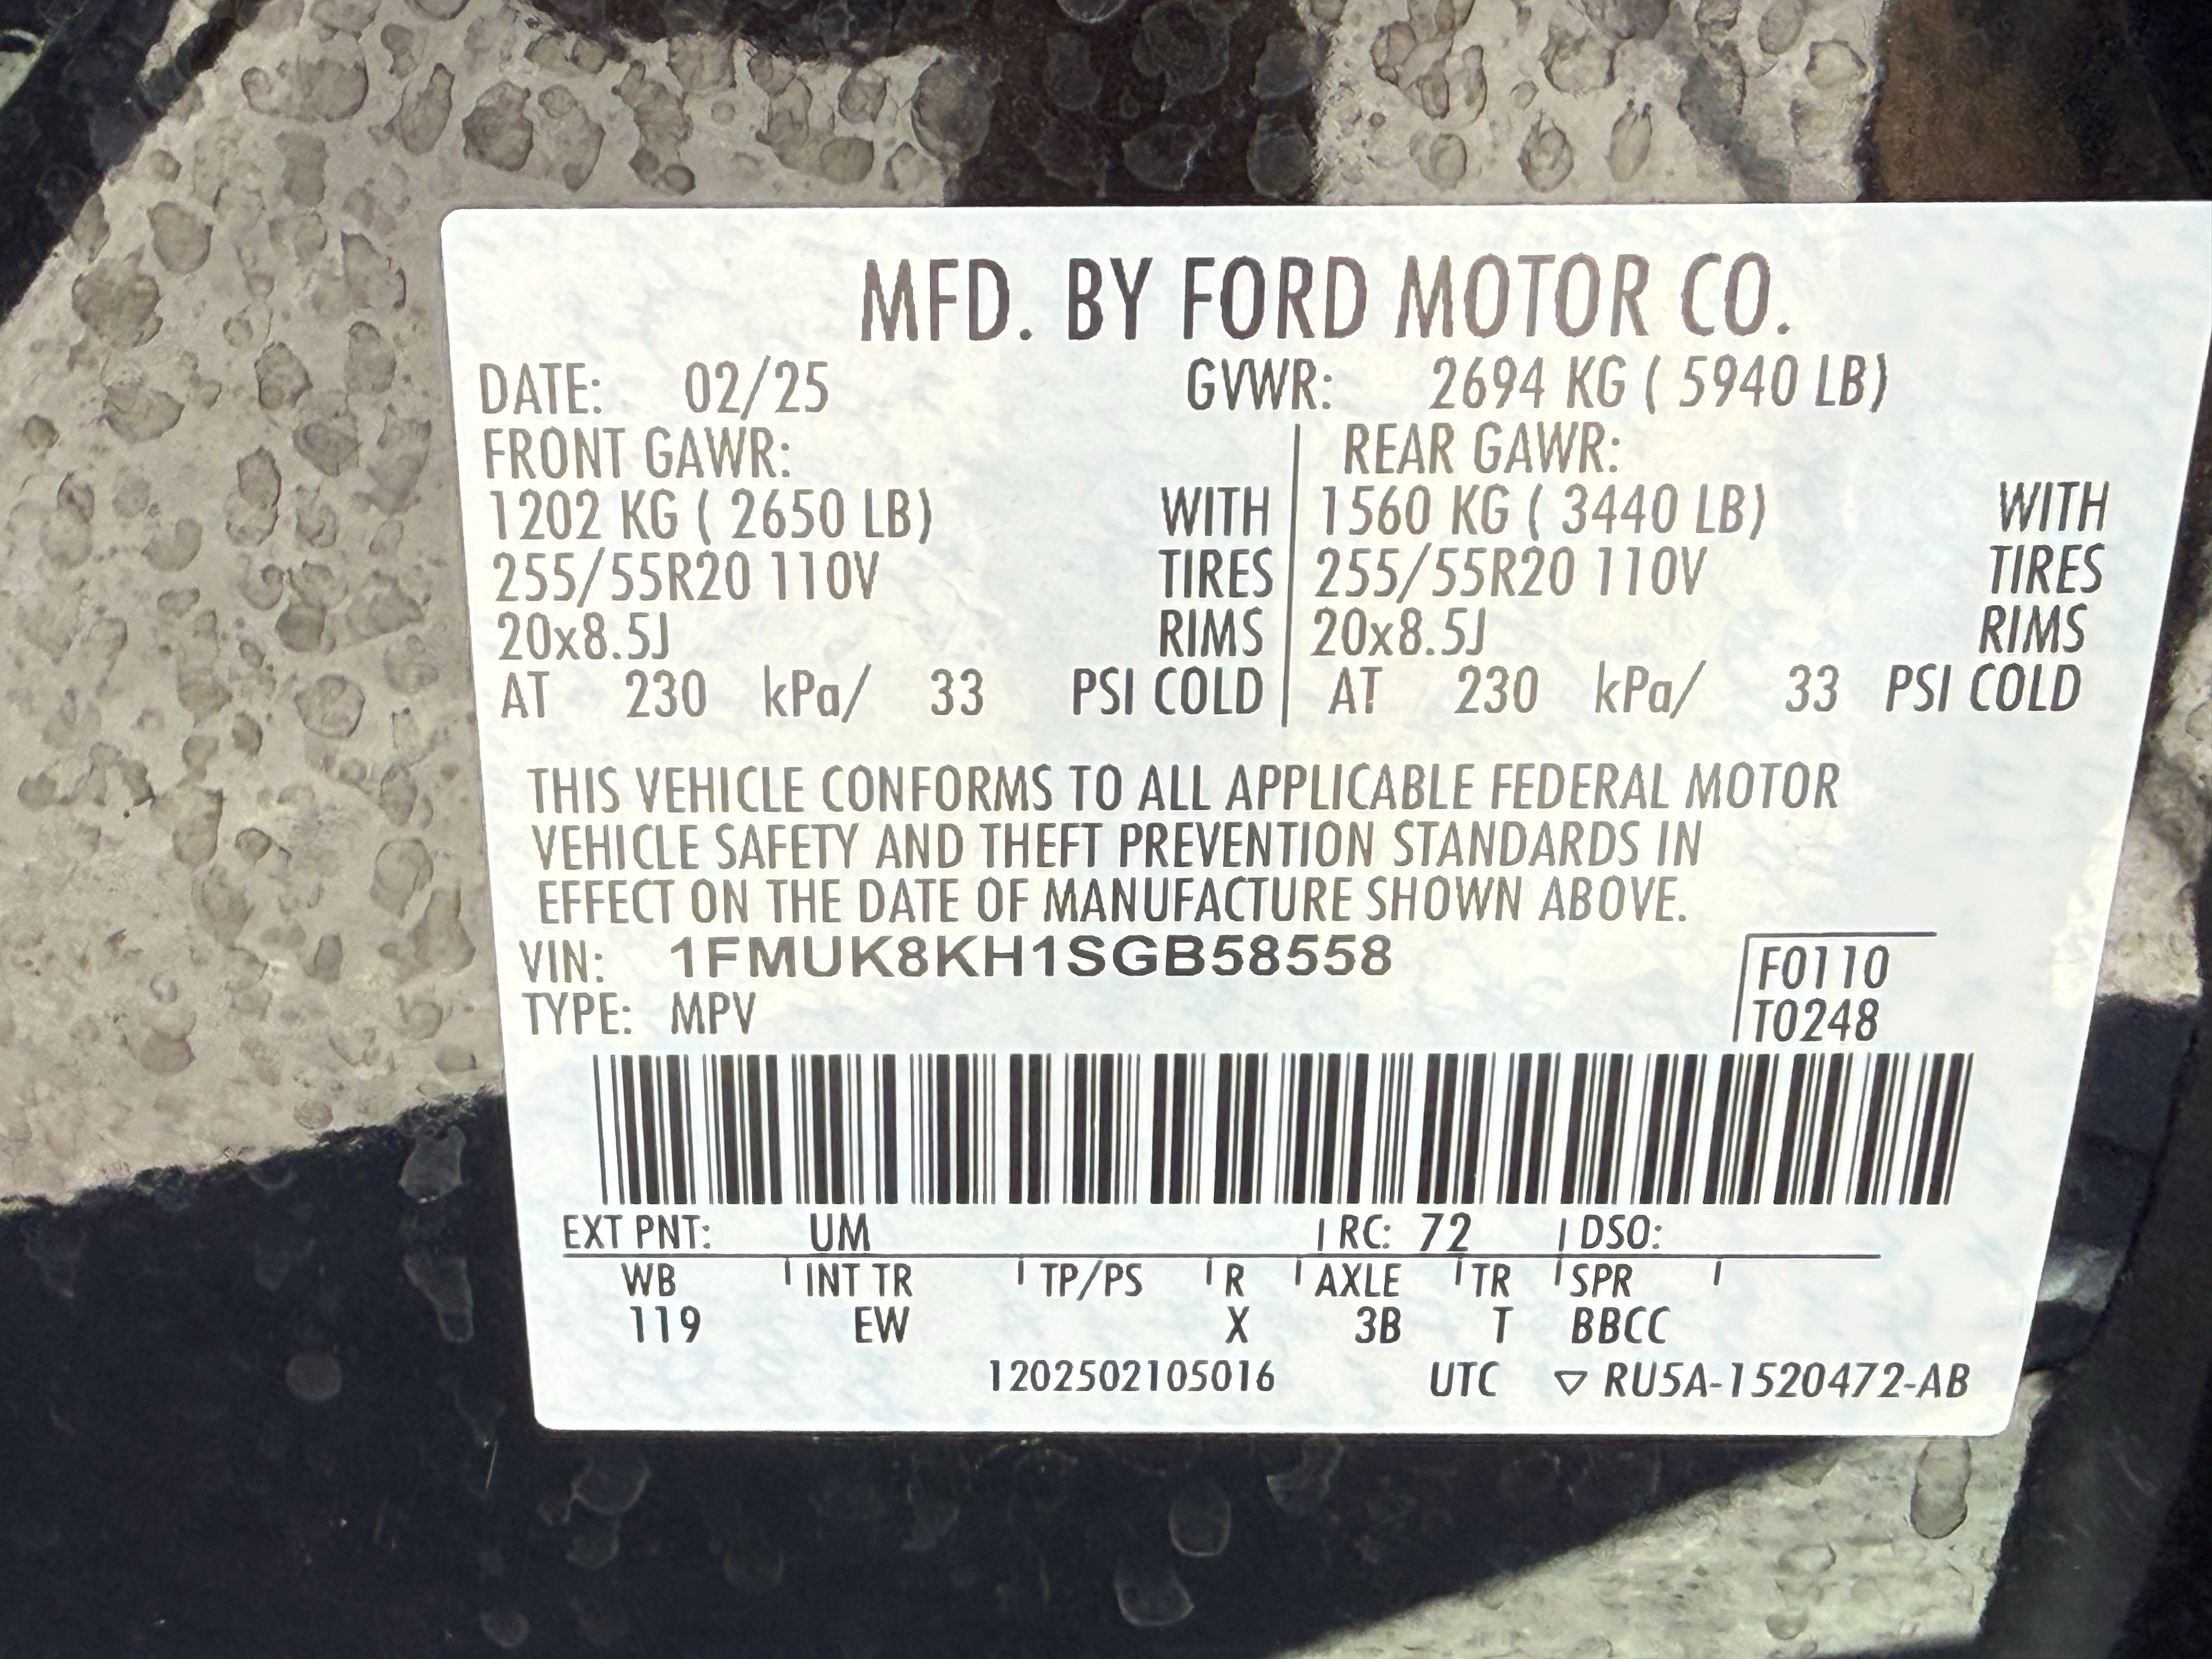 MFD. BY FORD MOTOR CO.
DATE: 02/25 GVWR: 2694 KG ( 5940 LB)
FRONT GAWR: REAR GAWR:
1202 KG ( 2650 LB) WITH 1560 KG ( 3440 LB) WITH
255/55R20 110V TIRES 255/55R20 110V TIRES
20x8.5J RIMS 20x8.5J RIMS
AT 230 kPa/ 33 PSI COLD AT 230 kPa/ 33 PSI COLD
THIS VEHICLE CONFORMS TO ALL APPLICABLE FEDERAL MOTOR
VEHICLE SAFETY AND THEFT PREVENTION STANDARDS IN
EFFECT ON THE DATE OF MANUFACTURE SHOWN ABOVE.
VIN: 1FMUK8KH1SGB58558 F0110
TYPE: MPV T0248
EXT PNT: UM RC: 72 DSO:
WB INT TR TP/PS R AXLE TR SPR
119 EW X 3B T BBCC
1202502105016 UTC ▽ RU5A-1520472-AB